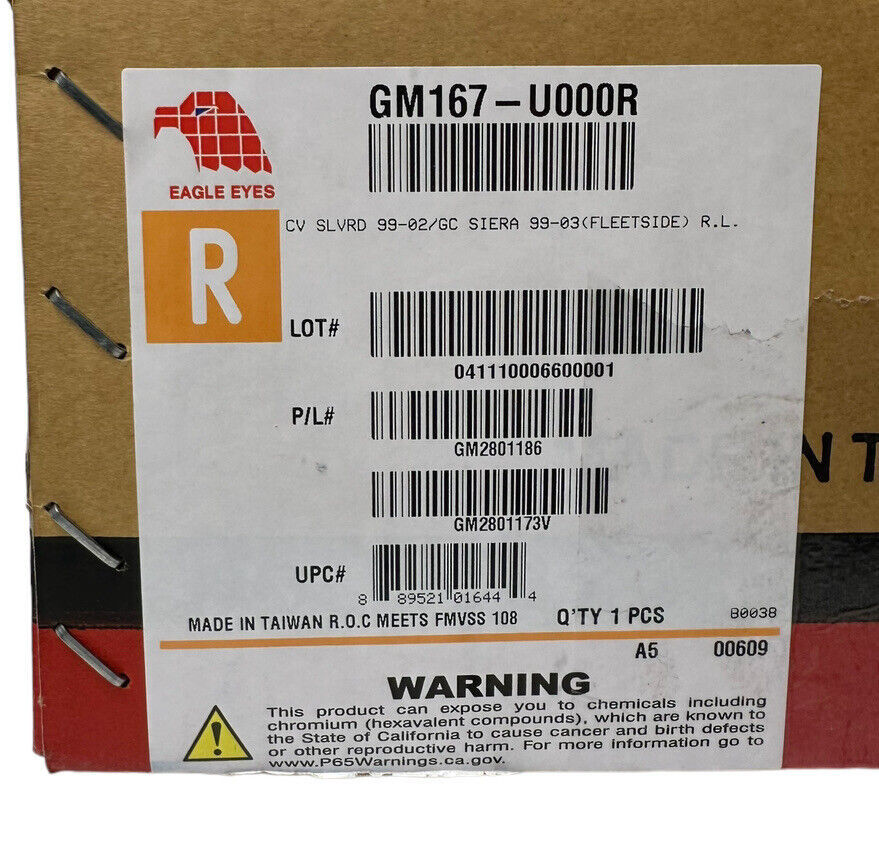 GM167-U000R
EAGLE EYES
CV SLVRD 99-02/GC SIERA 99-03(FLEETSIDE) R.L.
R
LOT#
041110006600001
P/L#
GM2801186
GM2801173V
UPC#
8 89521 01644 4
MADE IN TAIWAN R.O.C MEETS FMVSS 108 Q'TY 1 PCS B0038
A5 00609
WARNING
This product can expose you to chemicals including
chromium (hexavalent compounds), which are known to
the State of California to cause cancer and birth defects
or other reproductive harm. For more information go to
www.P65Warnings.ca.gov.